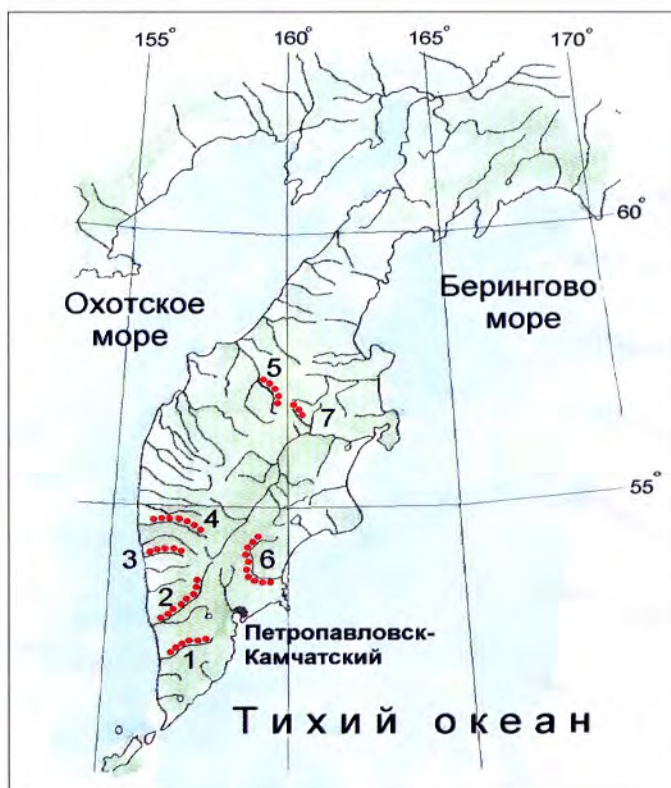 155° 160° 165° 170°
60°
Охотское
море
Берингово
море
5
7
55°
4
3
6
2
Петропавловск-
Камчатский
1
Тихий океан